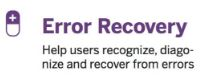 Error Recovery
Help users recognize, diago-
nize and recover from errors